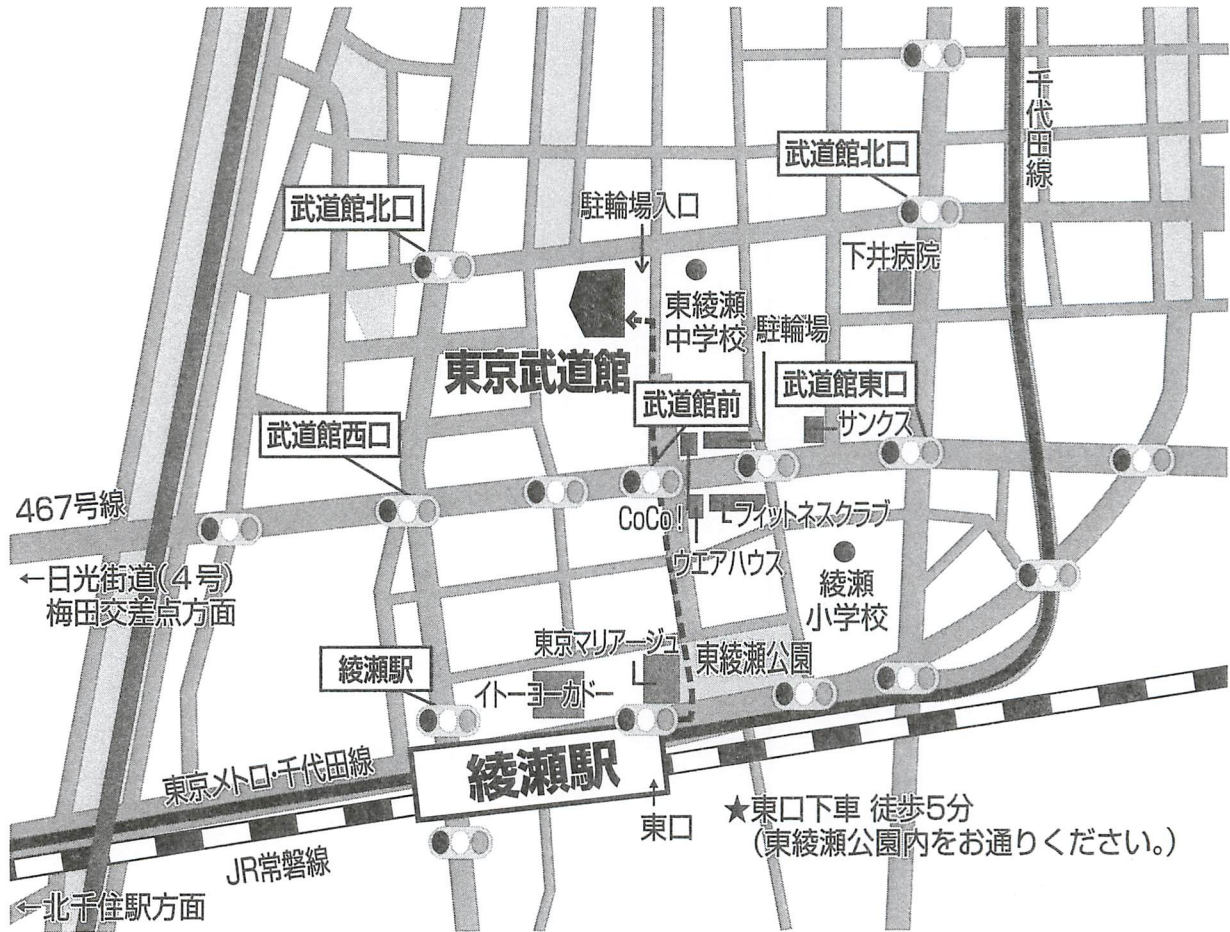 千代田線
武道館北口
武道館北口
駐輪場入口
下井病院
東綾瀬
中学校
駐輪場
東京武道館
武道館前
武道館東口
サンクス
武道館西口
467号線
CoCo!
Lフィットネスクラブ
ウエアハウス
←日光街道(4号)
梅田交差点方面
綾瀬
小学校
東京マリアージュ
東綾瀬公園
綾瀬駅
イトーヨーカドー
綾瀬駅
東京メトロ・千代田線
東口
★東口下車 徒歩5分
(東綾瀬公園内をお通りください。)
JR常磐線
←北千住駅方面